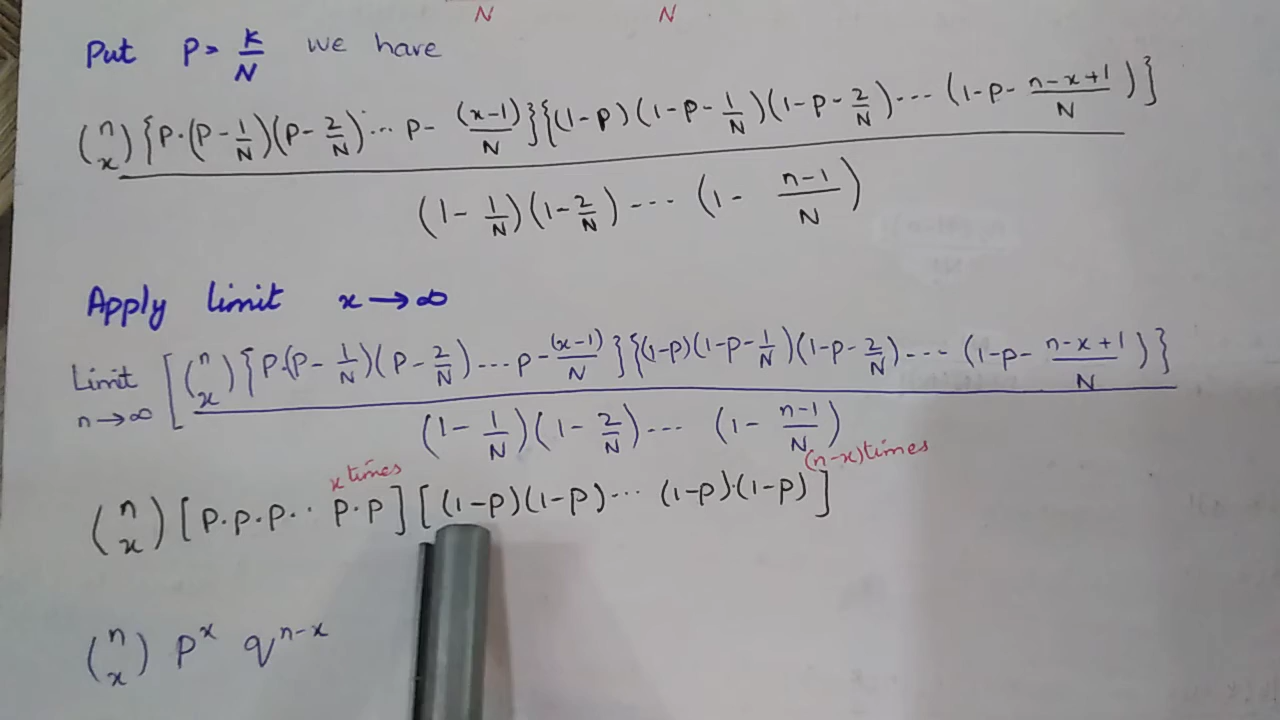 N N
Put P = K/N we have
(n x) {P·(P - 1/N)(P - 2/N)··· P - (x-1)/N}{(1-P)(1-P-1/N)(1-P-2/N)--- (1-P- n-x+1/N)}
(1 - 1/N)(1 - 2/N) --- (1 - n-1/N)
Apply limit x → ∞
Limit n→∞ [(n x) {P·(P - 1/N)(P - 2/N)---- P - (x-1)/N}{(1-P)(1-P-1/N)(1-P-2/N)---- (1-P- n-x+1/N)}
(1 - 1/N)(1 - 2/N)--- (1 - n-1/N)
x times (n-x) times
(n x) [P·P·P·· P·P] [(1-P)(1-P)··· (1-P)·(1-P)]
(n x) P^x q^n-x